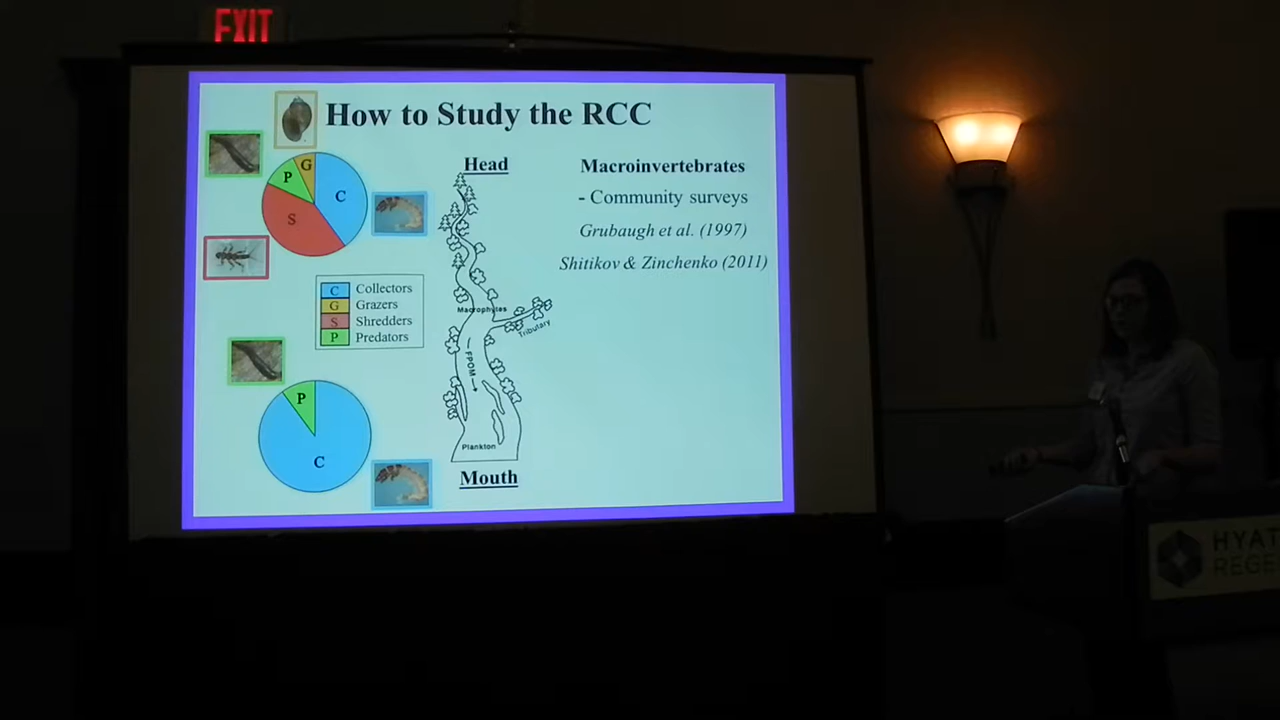 EXIT
How to Study the RCC
G
P
C
S
C Collectors
G Grazers
S Shredders
P Predators
P
C
Head
Macrophytes
Tributary
FPOM
Plankton
Mouth
Macroinvertebrates
- Community surveys
Grubaugh et al. (1997)
Shitikov & Zinchenko (2011)
HYAT
REGE